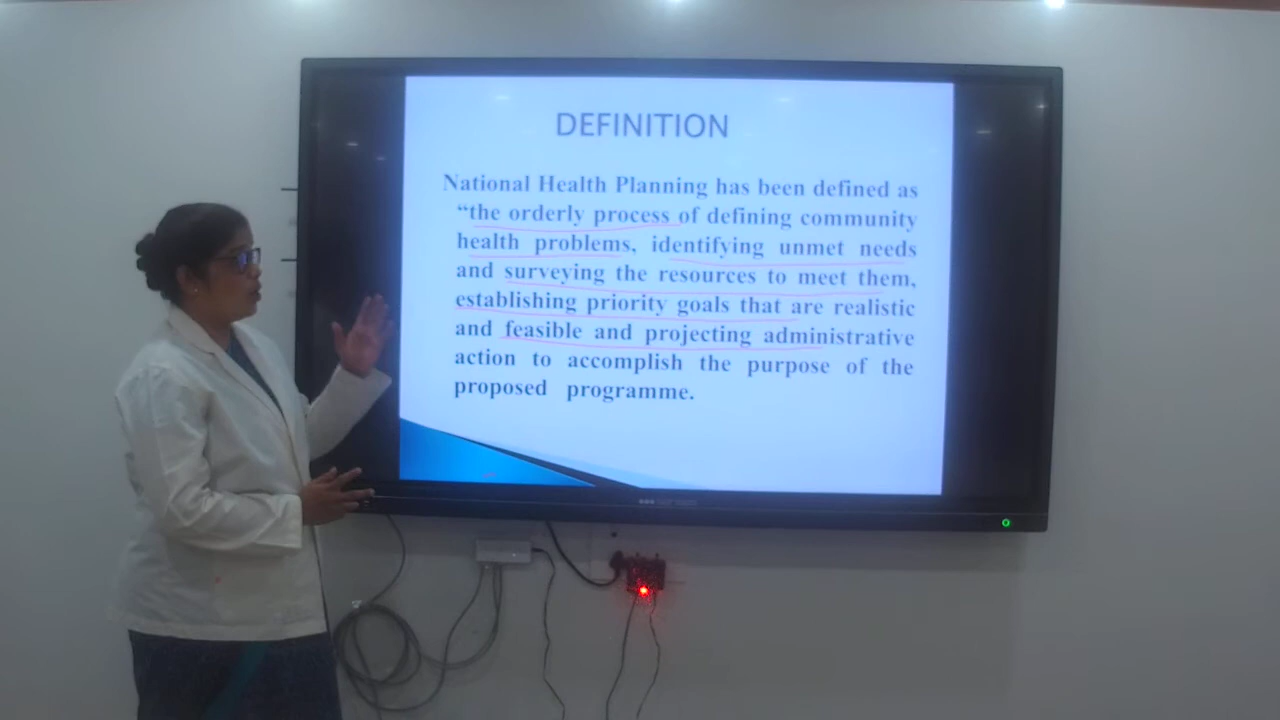 DEFINITION
National Health Planning has been defined as
“the orderly process of defining community
health problems, identifying unmet needs
and surveying the resources to meet them,
establishing priority goals that are realistic
and feasible and projecting administrative
action to accomplish the purpose of the
proposed programme.